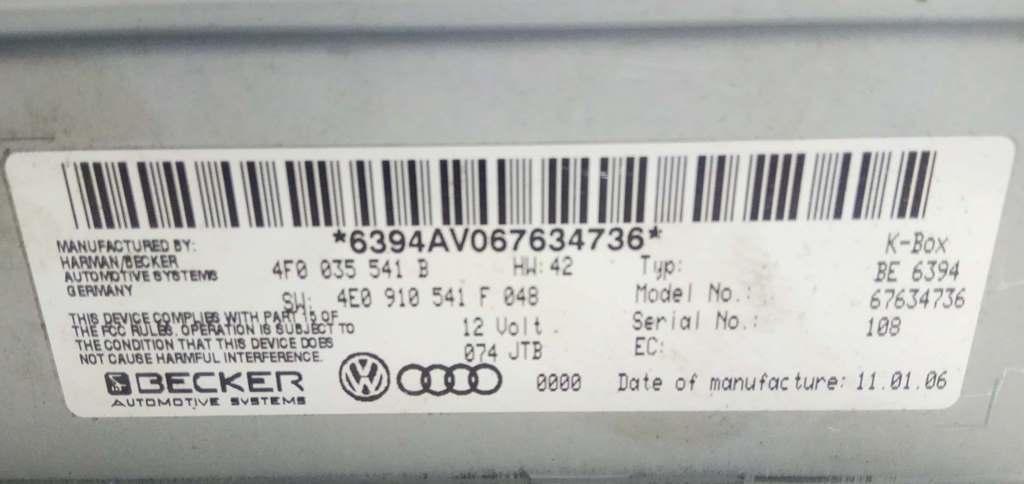 *6394AV067634736*
MANUFACTURED BY:
HARMAN/BECKER
AUTOMOTIVE SYSTEMS
GERMANY
4F0 035 541 B HW: 42
SW: 4E0 910 541 F 048
THIS DEVICE COMPLIES WITH PART 15 OF
THE FCC RULES. OPERATION IS SUBJECT TO
THE CONDITION THAT THIS DEVICE DOES
NOT CAUSE HARMFUL INTERFERENCE.
12 Volt
074 JTB
K-Box
Typ: BE 6394
Model No.: 67634736
Serial No.: 108
EC:
BECKER
AUTOMOTIVE SYSTEMS
VW
0000 Date of manufacture: 11.01.06